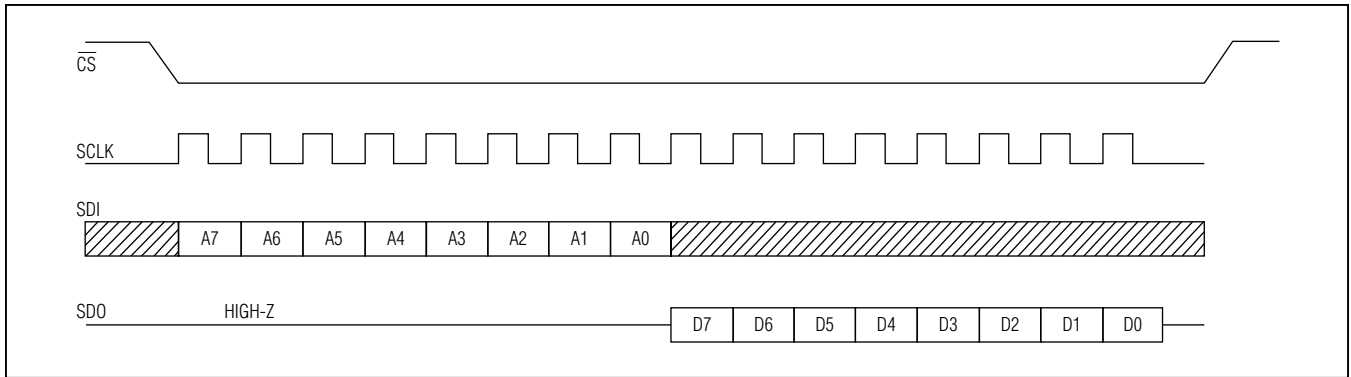 CS
SCLK
SDI
A7 A6 A5 A4 A3 A2 A1 A0
SDO HIGH-Z
D7 D6 D5 D4 D3 D2 D1 D0